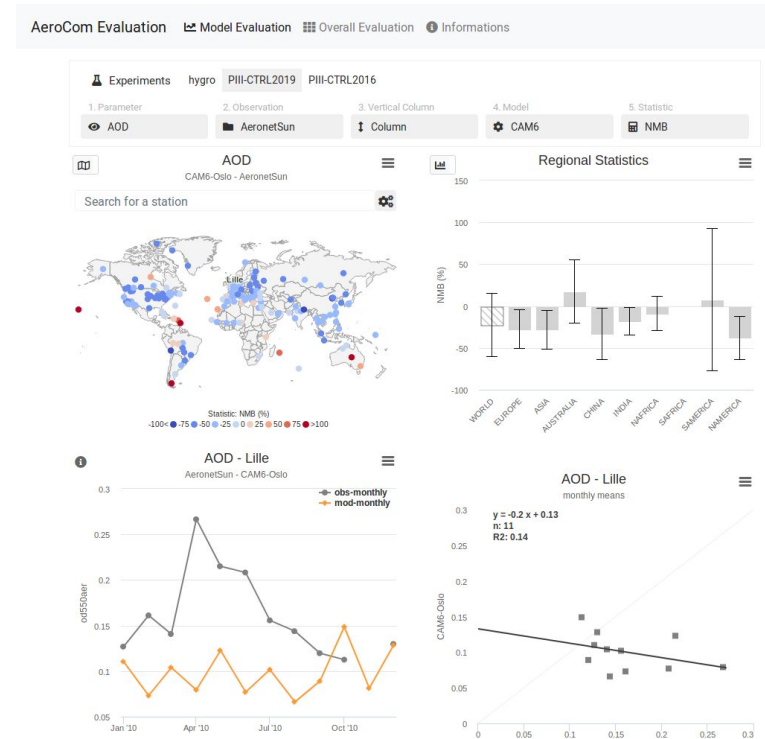 AeroCom Evaluation Model Evaluation Overall Evaluation Informations
Experiments hygro PIII-CTRL2019 PIII-CTRL2016
1. Parameter 2. Observation 3. Vertical Column 4. Model 5. Statistic
AOD AeronetSun Column CAM6 NMB
AOD
CAM6-Oslo - AeronetSun
Search for a station
Lille
Statistic: NMB (%)
-100< -75 -50 -25 0 25 50 75 >100
Regional Statistics
150
100
50
0
-50
-100
NMB (%)
WORLD EUROPE ASIA AUSTRALIA CHINA INDIA NAFRICA SAFRICA SAMERICA NAMERICA
AOD - Lille
AeronetSun - CAM6-Oslo
obs-monthly
mod-monthly
0.3
0.25
0.2
0.15
0.1
0.05
od550aer
Jan '10 Apr '10 Jul '10 Oct '10
AOD - Lille
monthly means
y = -0.2 x + 0.13
n: 11
R2: 0.14
0.3
0.25
0.2
0.15
0.1
0.05
0
CAM6-Oslo
0 0.05 0.1 0.15 0.2 0.25 0.3